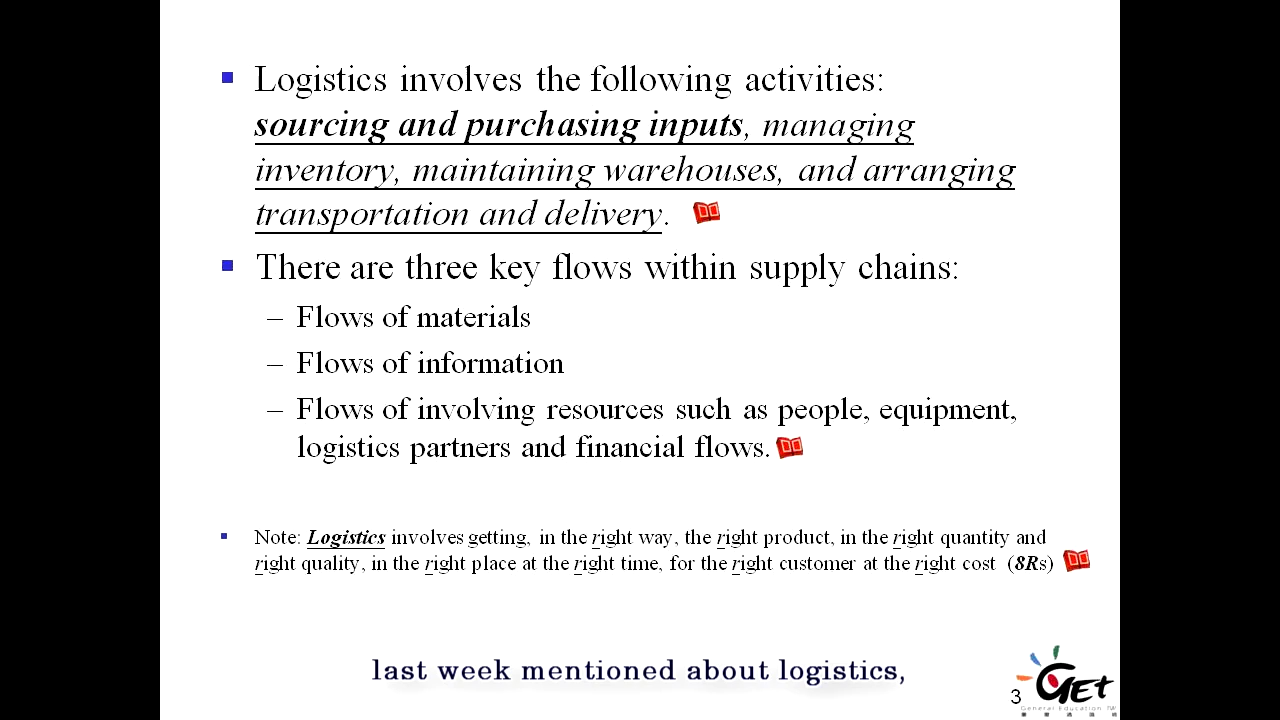 Logistics involves the following activities:
sourcing and purchasing inputs, managing
inventory, maintaining warehouses, and arranging
transportation and delivery.
There are three key flows within supply chains:
– Flows of materials
– Flows of information
– Flows of involving resources such as people, equipment,
logistics partners and financial flows.
Note: Logistics involves getting, in the right way, the right product, in the right quantity and
right quality, in the right place at the right time, for the right customer at the right cost (8Rs)
last week mentioned about logistics,
3
GET
General Education TW